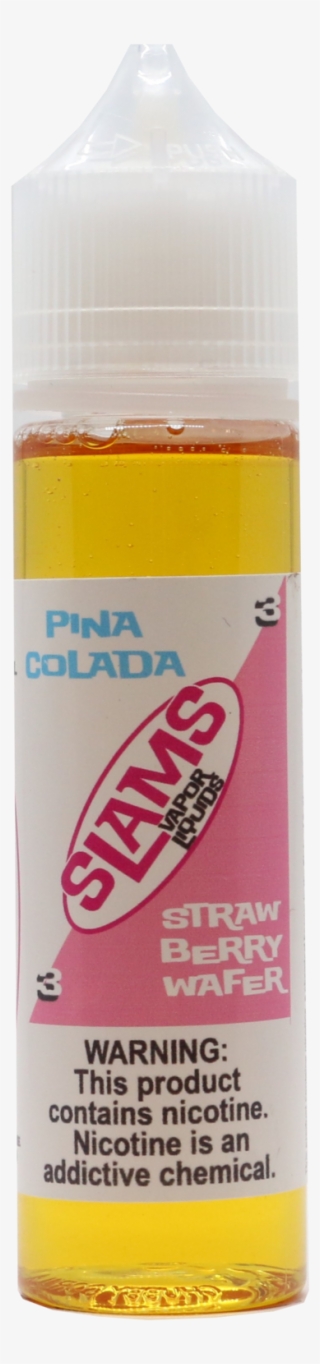 PUSH
PINA
COLADA
3
SLAMS
VAPOR
LIQUIDS
STRAW
BERRY
WAFER
3
WARNING:
This product
contains nicotine.
Nicotine is an
addictive chemical.